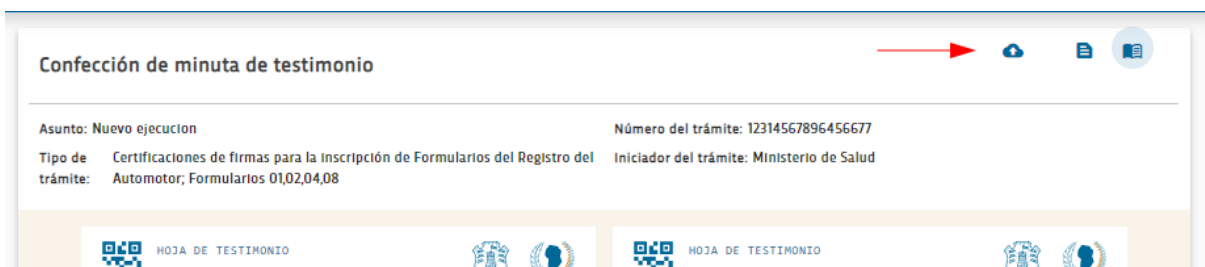 Confección de minuta de testimonio
Asunto: Nuevo ejecucion
Número del trámite: 12314567896456677
Tipo de trámite: Certificaciones de firmas para la inscripción de Formularios del Registro del Automotor; Formularios 01,02,04,08
Iniciador del trámite: Ministerio de Salud
HOJA DE TESTIMONIO
HOJA DE TESTIMONIO